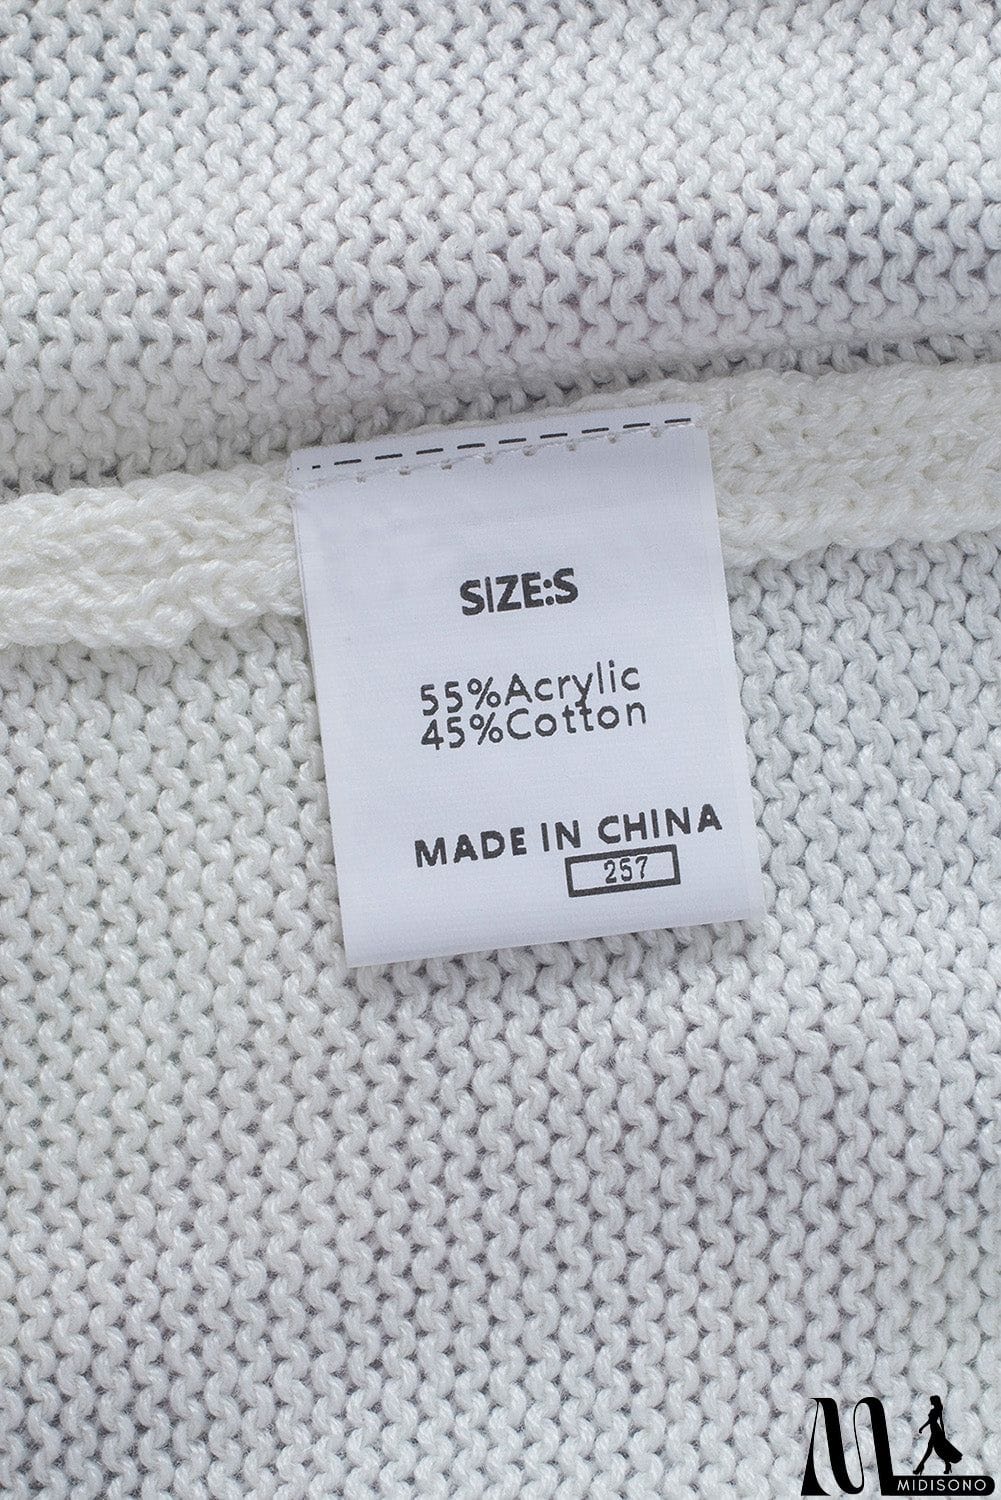 SIZE:S
55%Acrylic
45%Cotton
MADE IN CHINA
257
M
MIDISONO